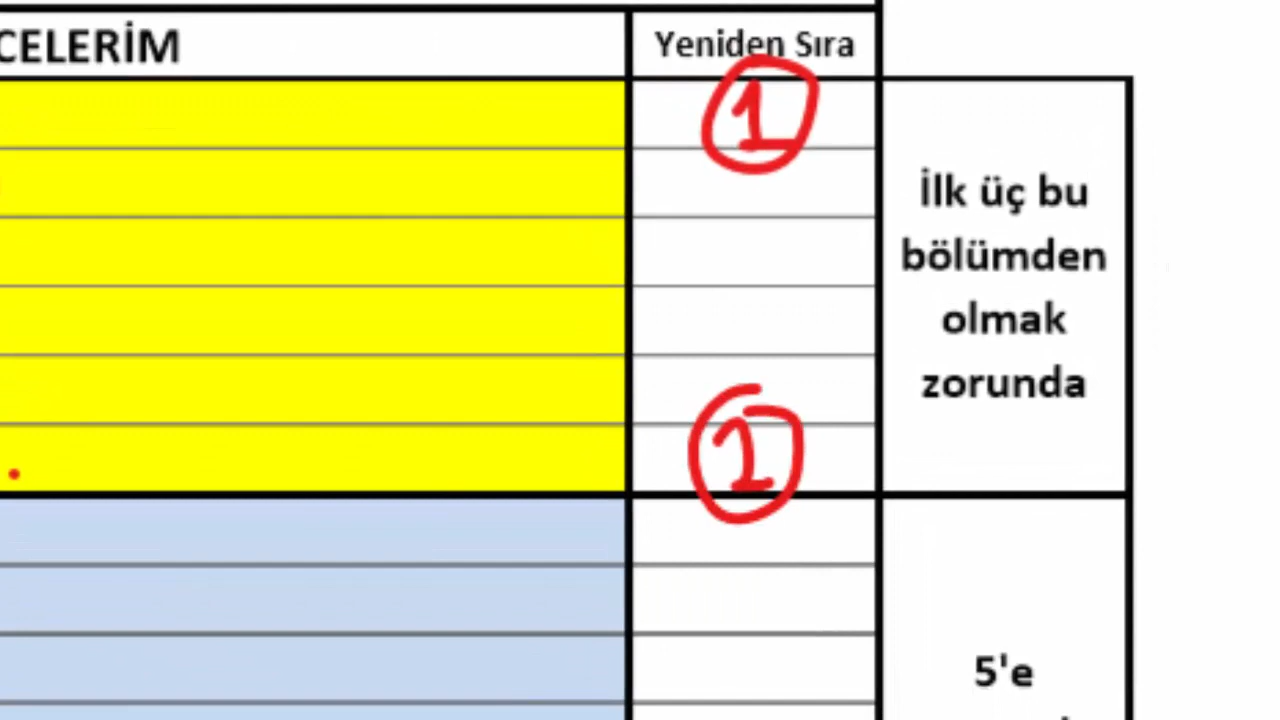 CELERİM
Yeniden Sıra
1
İlk üç bu
bölümden
olmak
zorunda
1
5'e